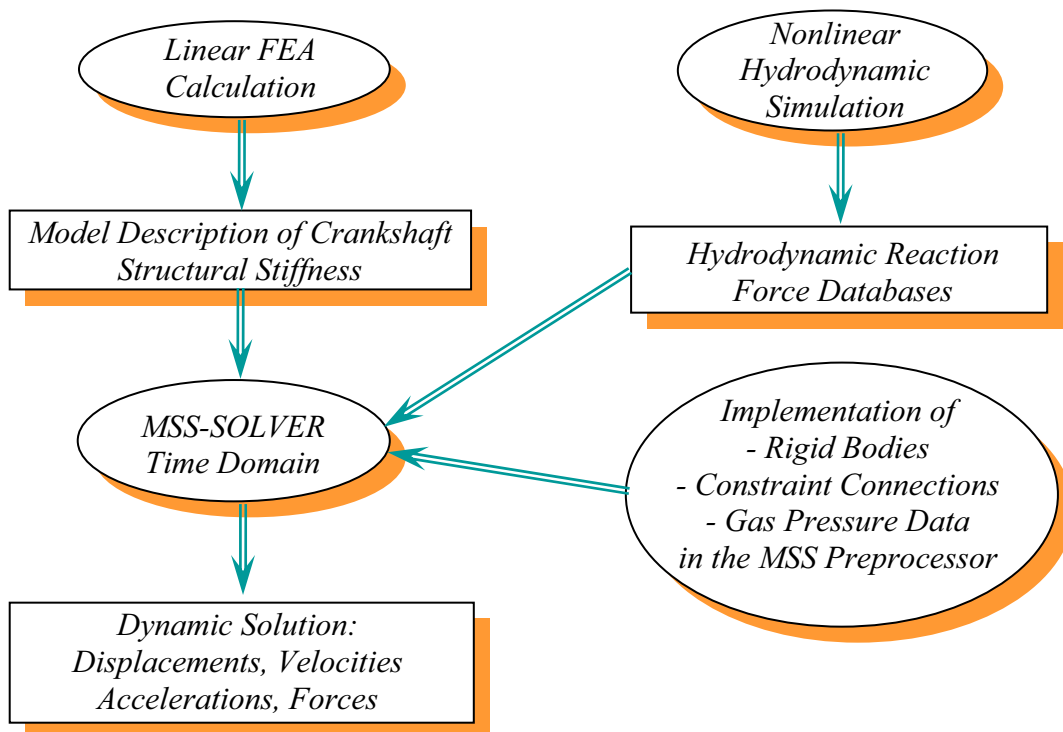 Linear FEA
Calculation
Nonlinear
Hydrodynamic
Simulation
Model Description of Crankshaft
Structural Stiffness
Hydrodynamic Reaction
Force Databases
MSS-SOLVER
Time Domain
Implementation of
- Rigid Bodies
- Constraint Connections
- Gas Pressure Data
in the MSS Preprocessor
Dynamic Solution:
Displacements, Velocities
Accelerations, Forces